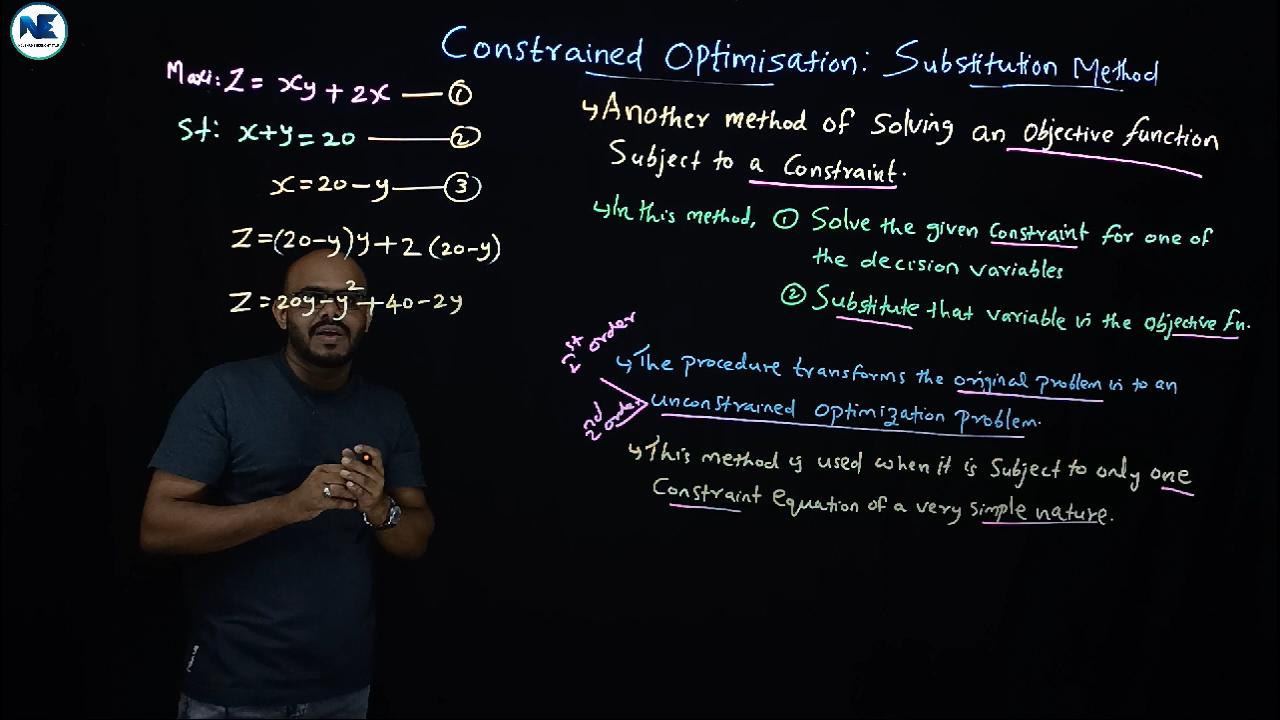 NE
Constrained Optimisation: Substitution Method
Maxi: Z = xy + 2x — ①
St: x+y = 20 — ②
x = 20 - y — ③
Z = (20-y)y + 2 (20-y)
Z = 20y - y² + 40 - 2y
↳ Another method of solving an objective function
Subject to a Constraint.
↳ In this method, ① Solve the given Constraint for one of
the decision variables
② Substitute that variable in the objective fn.
1st order
2nd order
↳ The procedure transforms the original problem in to an
unconstrained optimization problem.
↳ This method is used when it is Subject to only one
Constraint equation of a very simple nature.